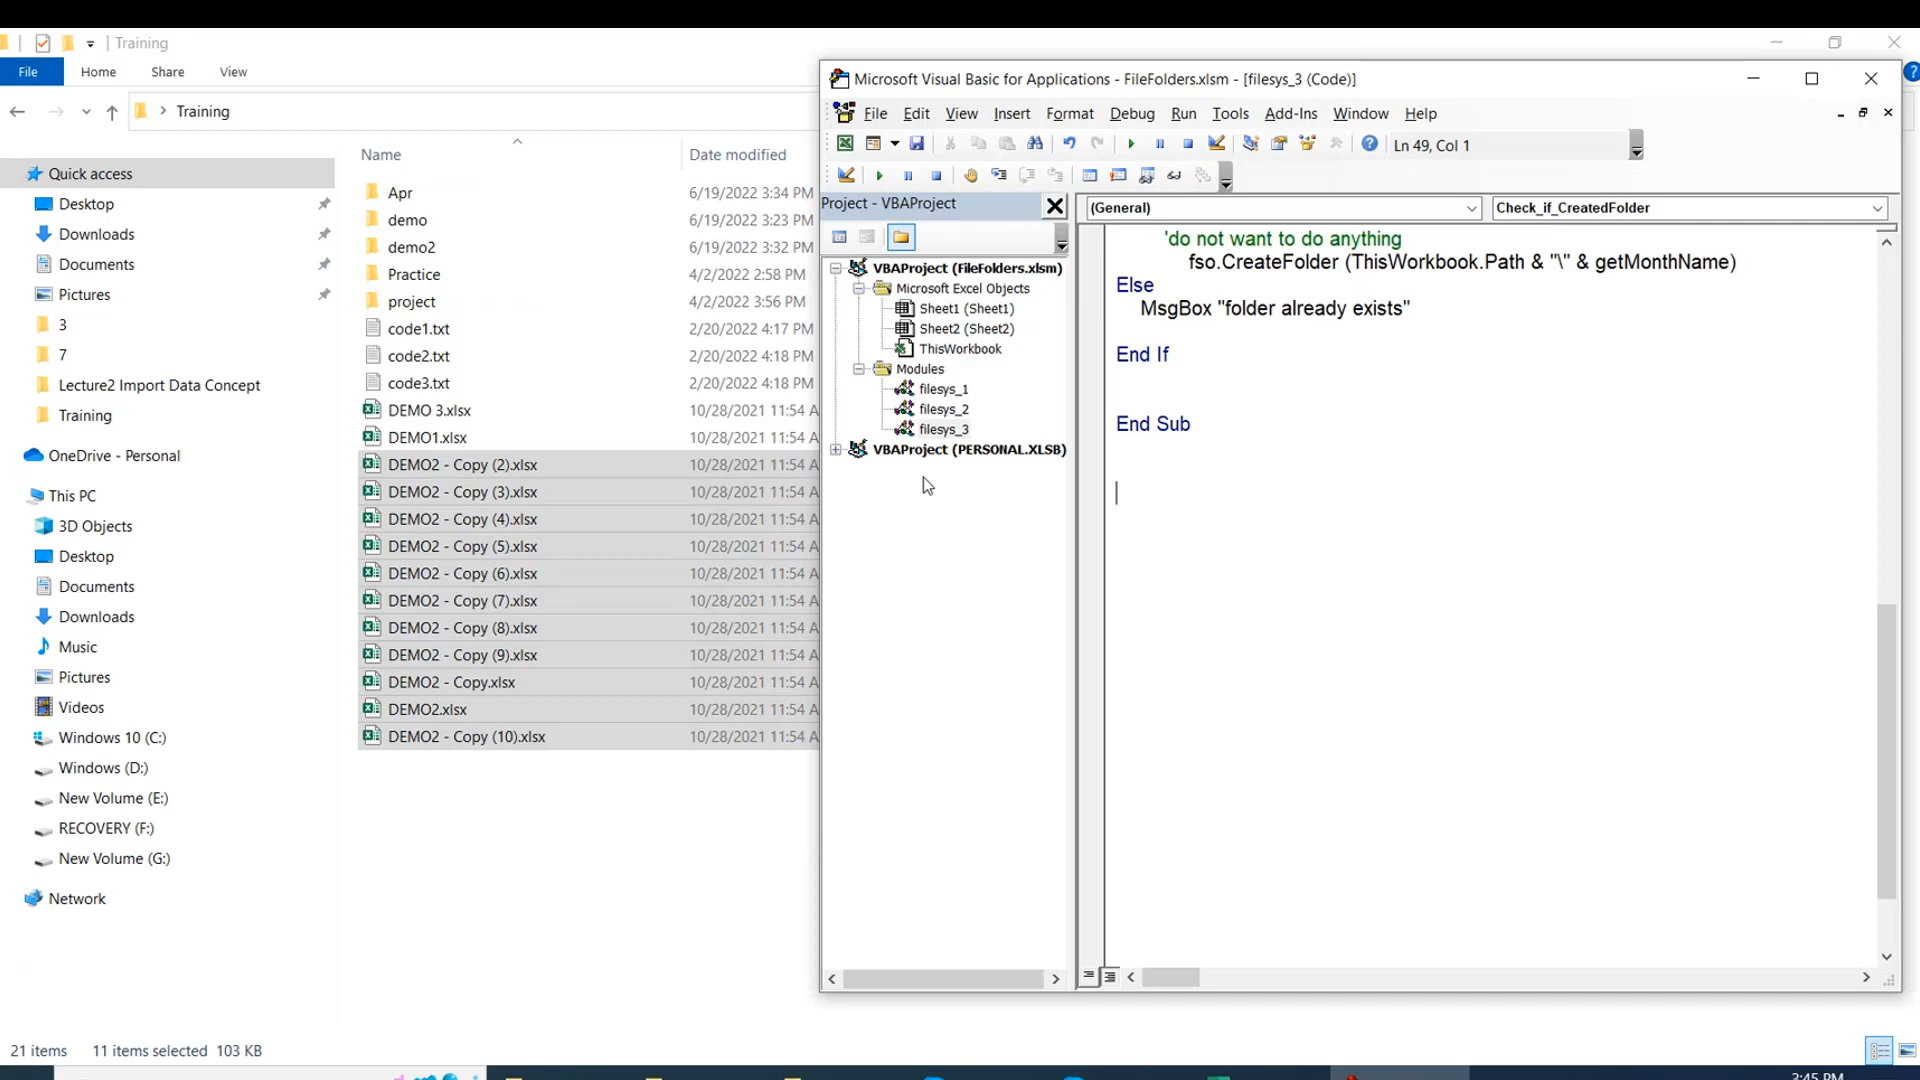 Training
File Home Share View
Training
Name Date modified
Quick access
Desktop
Downloads
Documents
Pictures
3
7
Lecture2 Import Data Concept
Training
OneDrive - Personal
This PC
3D Objects
Desktop
Documents
Downloads
Music
Pictures
Videos
Windows 10 (C:)
Windows (D:)
New Volume (E:)
RECOVERY (F:)
New Volume (G:)
Network
Apr 6/19/2022 3:34 PM
demo 6/19/2022 3:23 PM
demo2 6/19/2022 3:32 PM
Practice 4/2/2022 2:58 PM
project 4/2/2022 3:56 PM
code1.txt 2/20/2022 4:17 PM
code2.txt 2/20/2022 4:18 PM
code3.txt 2/20/2022 4:18 PM
DEMO 3.xlsx 10/28/2021 11:54 A
DEMO1.xlsx 10/28/2021 11:54 A
DEMO2 - Copy (2).xlsx 10/28/2021 11:54 A
DEMO2 - Copy (3).xlsx 10/28/2021 11:54 A
DEMO2 - Copy (4).xlsx 10/28/2021 11:54 A
DEMO2 - Copy (5).xlsx 10/28/2021 11:54 A
DEMO2 - Copy (6).xlsx 10/28/2021 11:54 A
DEMO2 - Copy (7).xlsx 10/28/2021 11:54 A
DEMO2 - Copy (8).xlsx 10/28/2021 11:54 A
DEMO2 - Copy (9).xlsx 10/28/2021 11:54 A
DEMO2 - Copy.xlsx 10/28/2021 11:54 A
DEMO2.xlsx 10/28/2021 11:54 A
DEMO2 - Copy (10).xlsx 10/28/2021 11:54 A
21 items 11 items selected 103 KB
Microsoft Visual Basic for Applications - FileFolders.xlsm - [filesys_3 (Code)]
File Edit View Insert Format Debug Run Tools Add-Ins Window Help
Ln 49, Col 1
Project - VBAProject
VBAProject (FileFolders.xlsm)
Microsoft Excel Objects
Sheet1 (Sheet1)
Sheet2 (Sheet2)
ThisWorkbook
Modules
filesys_1
filesys_2
filesys_3
VBAProject (PERSONAL.XLSB)
(General) Check_if_CreatedFolder
'do not want to do anything
fso.CreateFolder (ThisWorkbook.Path & "\" & getMonthName)
Else
MsgBox "folder already exists"
End If
End Sub
3:45 PM